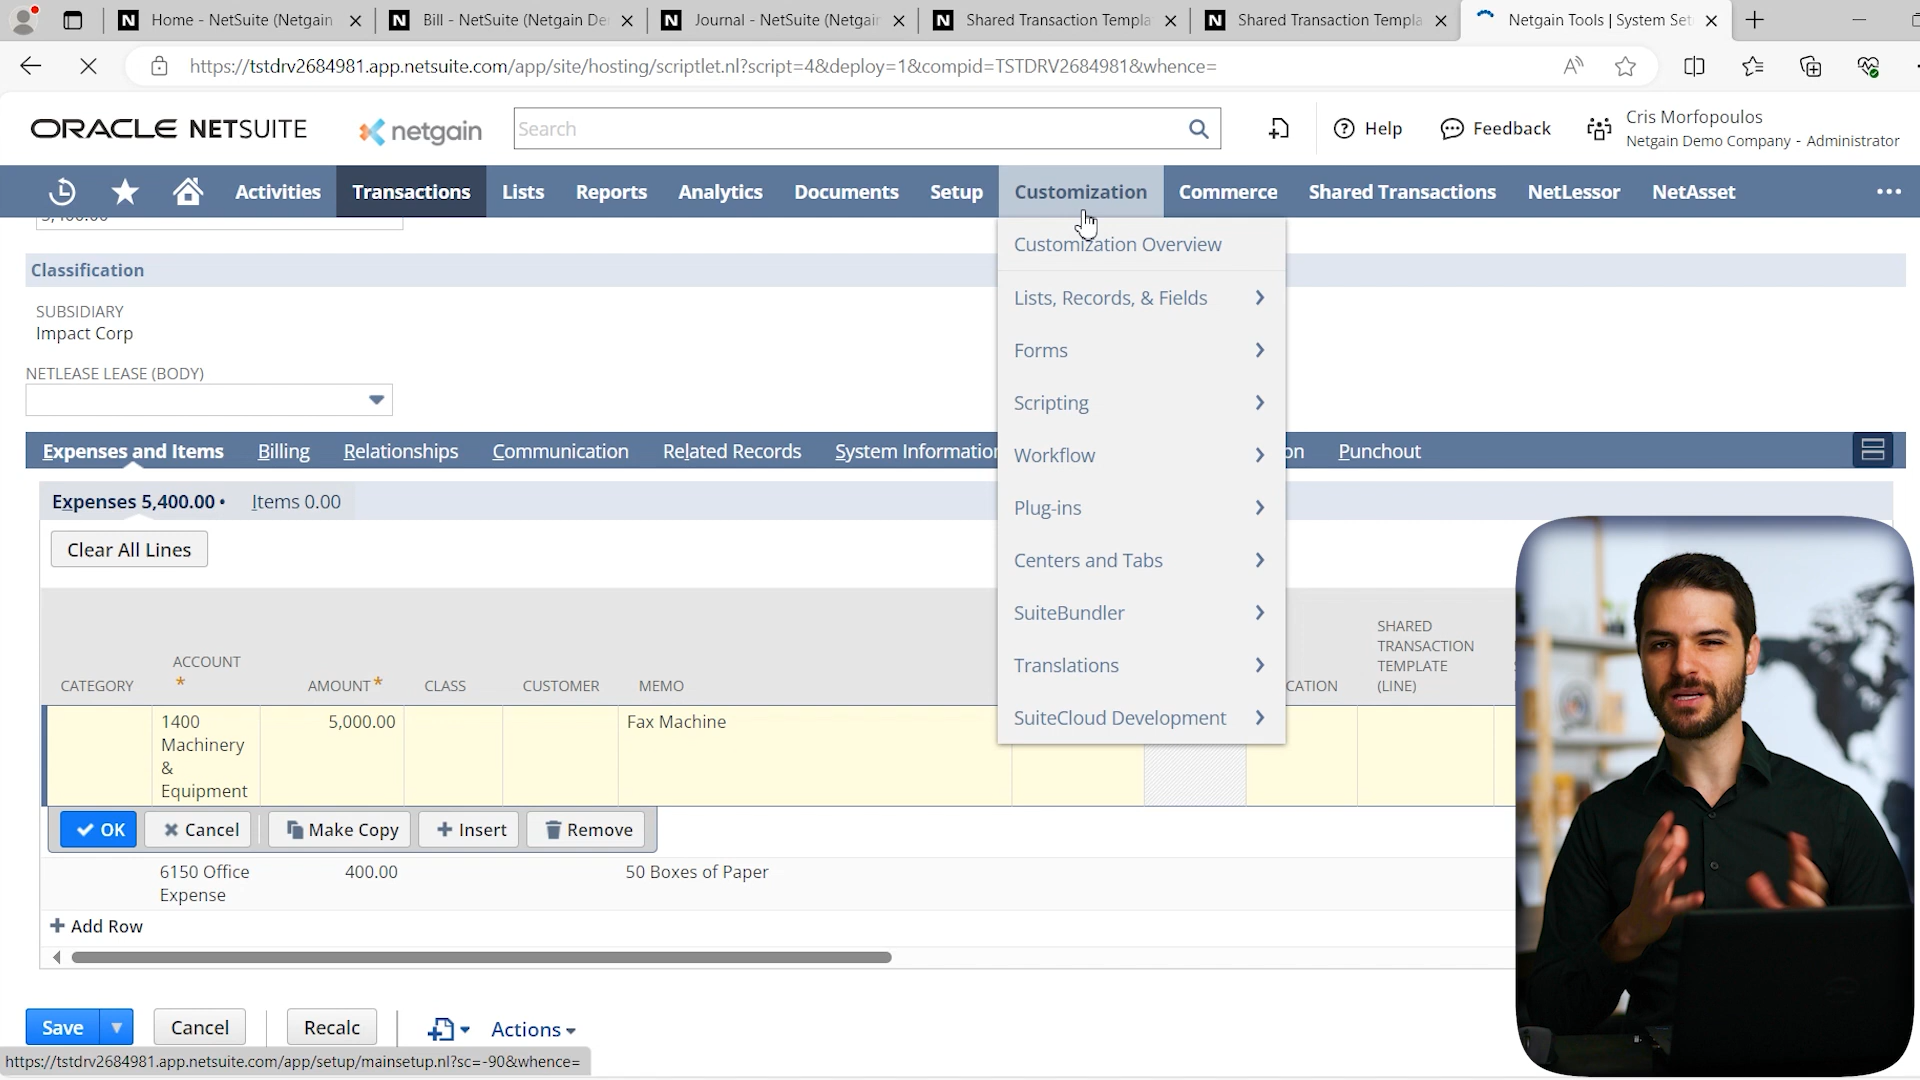 Home - NetSuite (Netgain
Bill - NetSuite (Netgain De
Journal - NetSuite (Netgain
Shared Transaction Templa
Shared Transaction Templa
Netgain Tools | System Set
https://tstdrv2684981.app.netsuite.com/app/site/hosting/scriptlet.nl?script=4&deploy=1&compid=TSTDRV2684981&whence=
ORACLE NETSUITE
netgain
Search
Help
Feedback
Cris Morfopoulos
Netgain Demo Company - Administrator
Activities
Transactions
Lists
Reports
Analytics
Documents
Setup
Customization
Commerce
Shared Transactions
NetLessor
NetAsset
Customization Overview
Lists, Records, & Fields
Forms
Scripting
Workflow
Plug-ins
Centers and Tabs
SuiteBundler
Translations
SuiteCloud Development
Classification
SUBSIDIARY
Impact Corp
NETLEASE LEASE (BODY)
Expenses and Items
Billing
Relationships
Communication
Related Records
System Information
on
Punchout
Expenses 5,400.00 •
Items 0.00
Clear All Lines
CATEGORY
ACCOUNT *
AMOUNT *
CLASS
CUSTOMER
MEMO
CATION
SHARED
TRANSACTION
TEMPLATE
(LINE)
1400
Machinery
&
Equipment
5,000.00
Fax Machine
OK
Cancel
Make Copy
Insert
Remove
6150 Office
Expense
400.00
50 Boxes of Paper
Add Row
Save
Cancel
Recalc
Actions
https://tstdrv2684981.app.netsuite.com/app/setup/mainsetup.nl?sc=-90&whence=